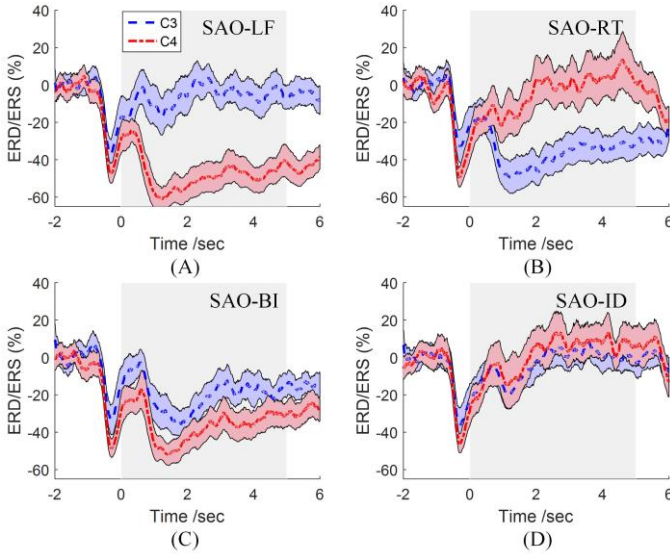 40
20
0
-20
-40
-60
ERD/ERS (%)
C3
C4
SAO-LF
-2 0 2 4 6
Time /sec
(A)
40
20
0
-20
-40
-60
ERD/ERS (%)
SAO-RT
-2 0 2 4 6
Time /sec
(B)
40
20
0
-20
-40
-60
ERD/ERS (%)
SAO-BI
-2 0 2 4 6
Time /sec
(C)
40
20
0
-20
-40
-60
ERD/ERS (%)
SAO-ID
-2 0 2 4 6
Time /sec
(D)